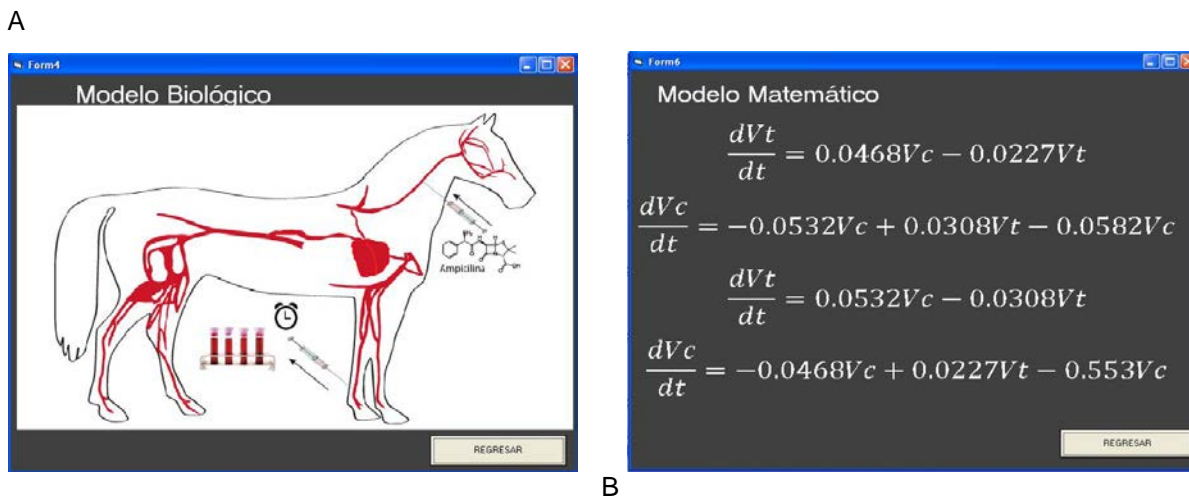 A
Form4
Modelo Biológico
Ampicilina
REGRESAR
Form6
Modelo Matemático
dVt/dt = 0.0468Vc − 0.0227Vt
dVc/dt = −0.0532Vc + 0.0308Vt − 0.0582Vc
dVt/dt = 0.0532Vc − 0.0308Vt
dVc/dt = −0.0468Vc + 0.0227Vt − 0.553Vc
REGRESAR
B